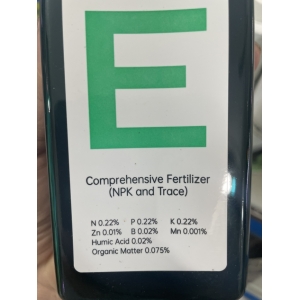 E
Comprehensive Fertilizer
(NPK and Trace)
N 0.22% P 0.22% K 0.22%
Zn 0.01% B 0.02% Mn 0.001%
Humic Acid 0.02%
Organic Matter 0.075%